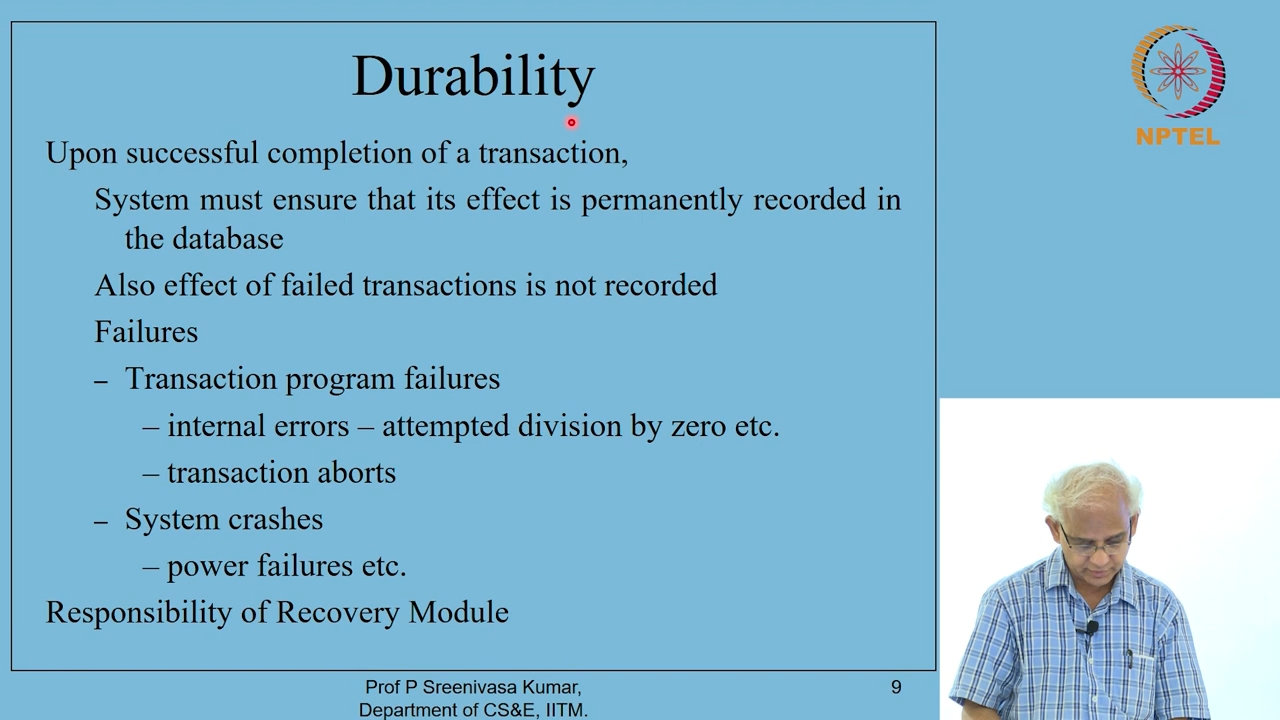 Durability
Upon successful completion of a transaction,
System must ensure that its effect is permanently recorded in
the database
Also effect of failed transactions is not recorded
Failures
– Transaction program failures
– internal errors – attempted division by zero etc.
– transaction aborts
– System crashes
– power failures etc.
Responsibility of Recovery Module
Prof P Sreenivasa Kumar,
Department of CS&E, IITM.
9
NPTEL